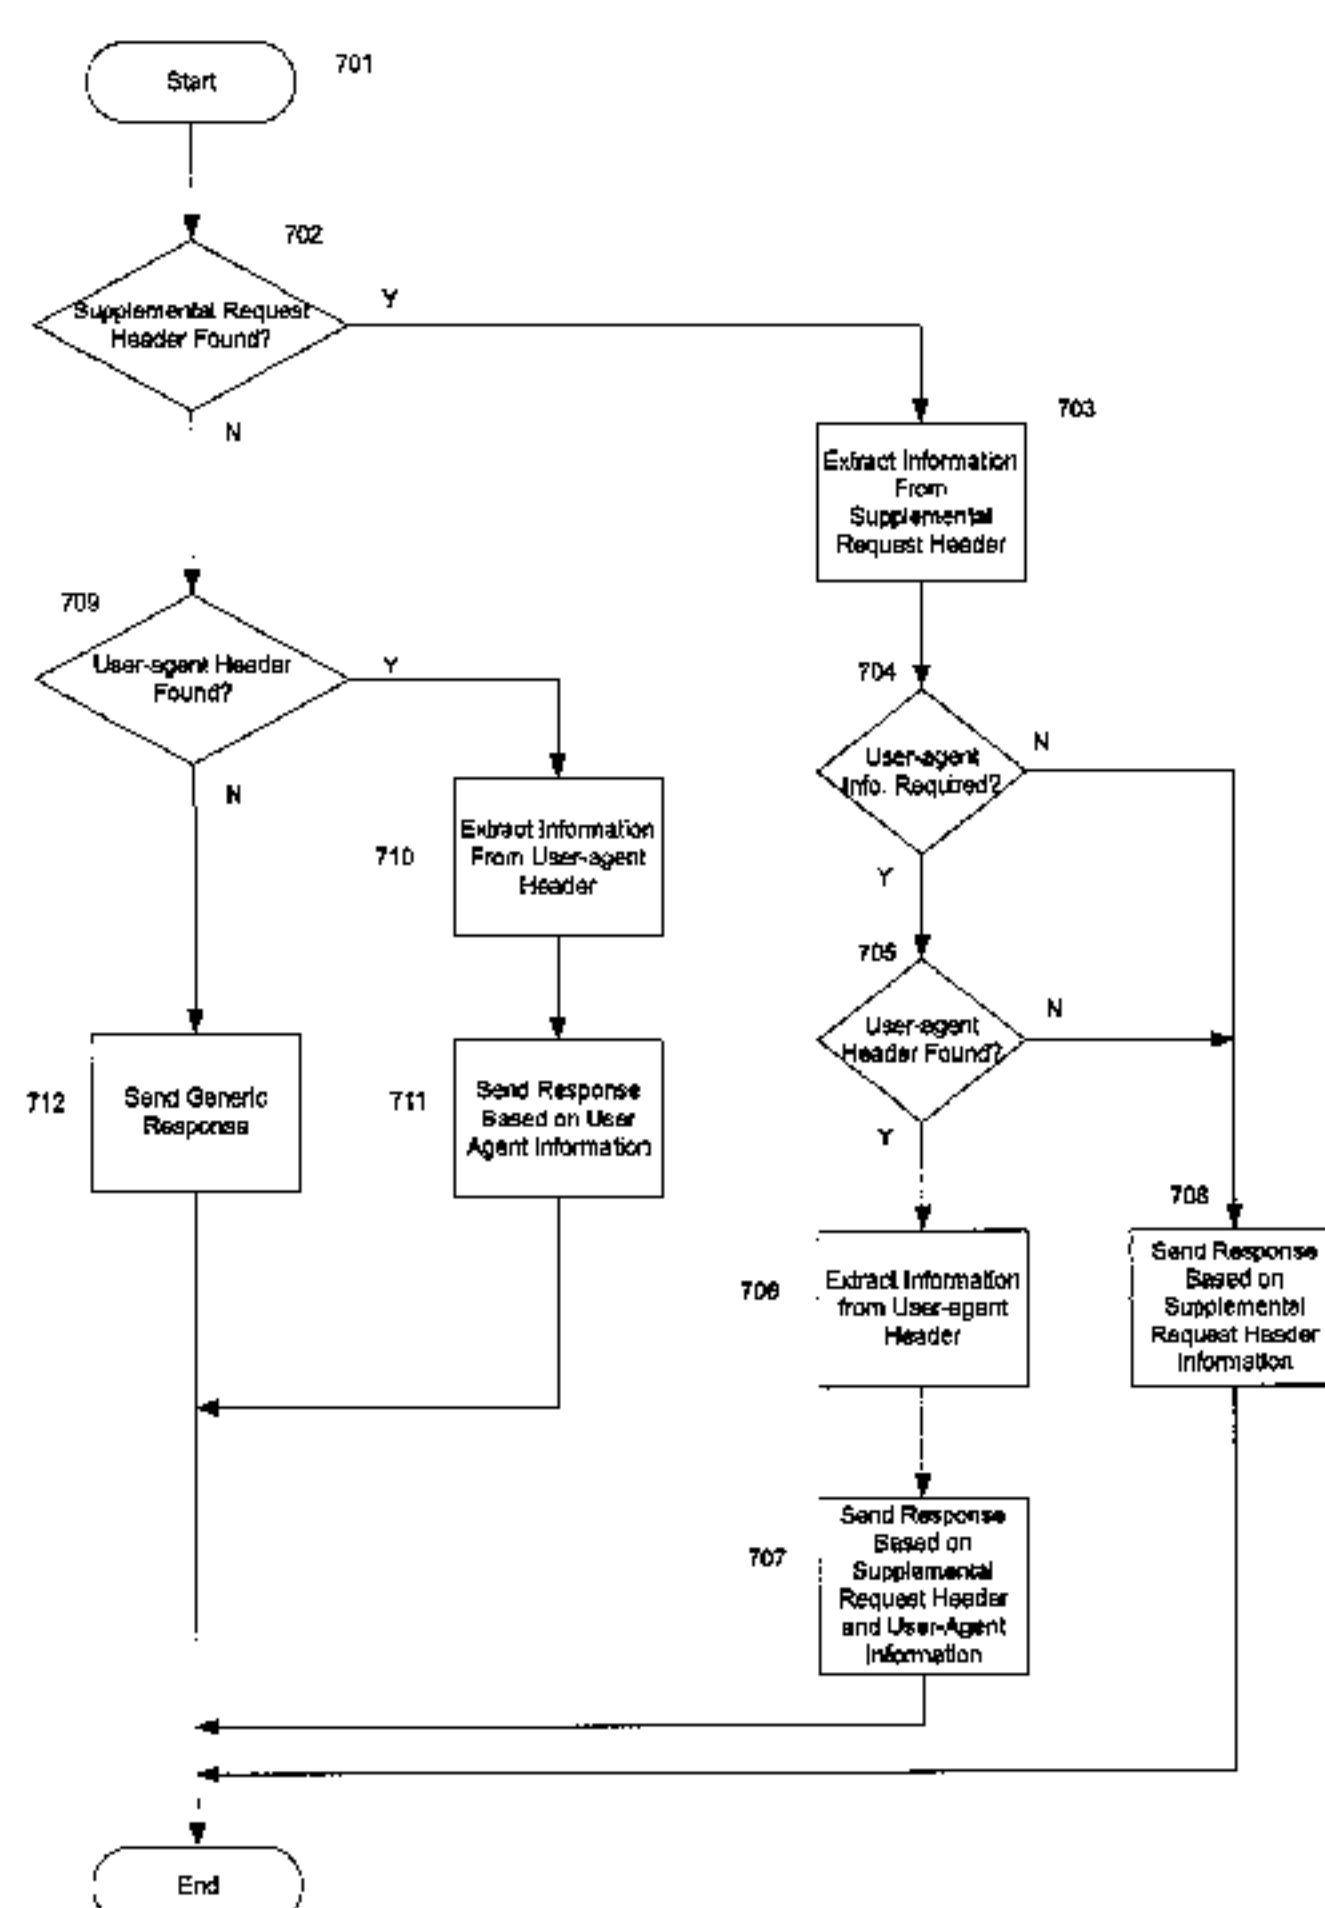 Start
701
702
Supplemental Request
Header Found?
Y
N
703
Extract Information
From
Supplemental
Request Header
709
User-agent Header
Found?
Y
N
704
User-agent
Info. Required?
N
Y
710
Extract Information
From User-agent
Header
705
User-agent
Header Found?
N
Y
712
Send Generic
Response
711
Send Response
Based on User
Agent Information
706
Extract Information
from User-agent
Header
708
Send Response
Based on
Supplemental
Request Header
Information
707
Send Response
Based on
Supplemental
Request Header
and User-Agent
Information
End